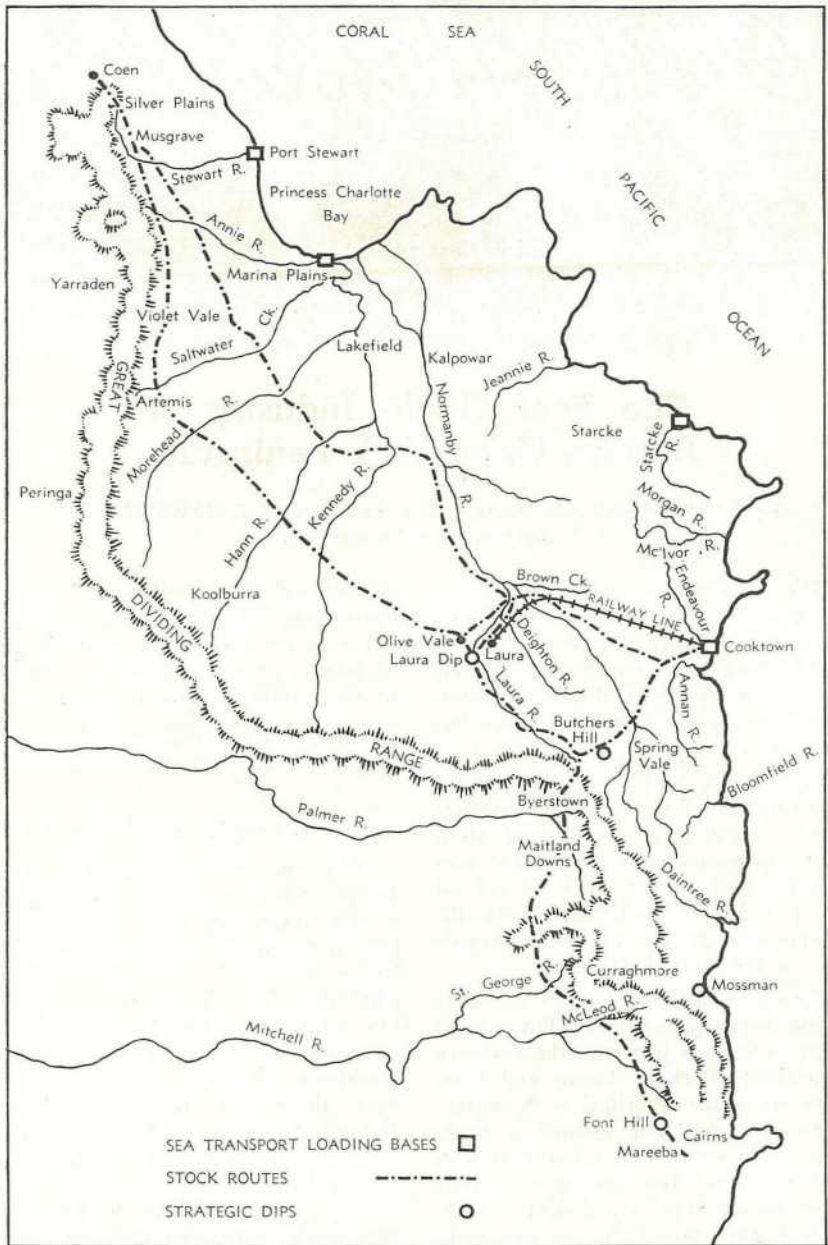 CORAL SEA
SOUTH
PACIFIC
OCEAN
Coen
Silver Plains
Musgrave
Port Stewart
Stewart R.
Princess Charlotte
Bay
Annie R.
Marina Plains
Yarraden
Violet Vale
Saltwater Ck.
Lakefield
Kalpowar
Jeannie R.
GREAT
Artemis
Morehead R.
Normanby R.
Starcke
Starcke R.
Peringa
Hann R.
Kennedy R.
Morgan R.
Mc'Ivor R.
Endeavour
Koolburra
Brown Ck.
RAILWAY LINE
Cooktown
DIVIDING
Olive Vale
Laura
Laura Dip
Deighton R.
Laura R.
Annan R.
Butchers
Hill
Spring
Vale
Bloomfield R.
RANGE
Byerstown
Palmer R.
Maitland
Downs
Daintree R.
Curraghmore
Mossman
St. George R.
McLeod R.
Mitchell R.
Font Hill
Cairns
Mareeba
SEA TRANSPORT LOADING BASES
STOCK ROUTES
STRATEGIC DIPS